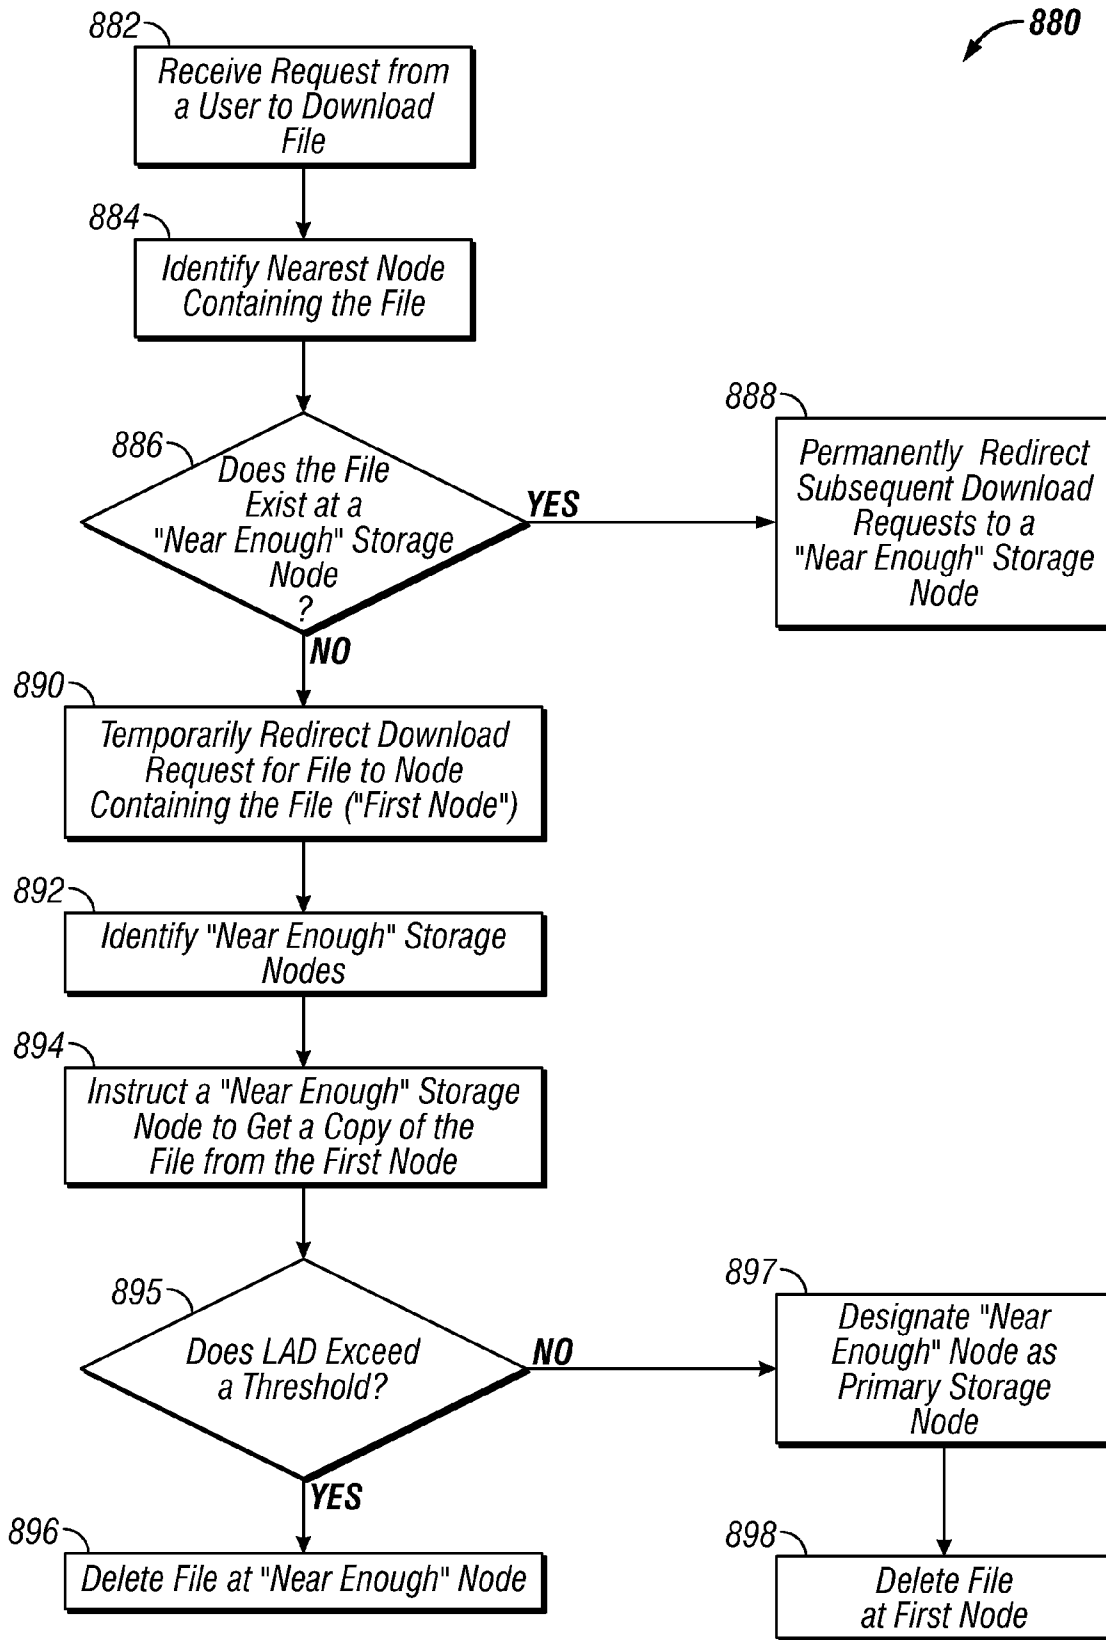 880
882
Receive Request from
a User to Download
File
884
Identify Nearest Node
Containing the File
886
Does the File
Exist at a
"Near Enough" Storage
Node
?
YES
NO
888
Permanently Redirect
Subsequent Download
Requests to a
"Near Enough" Storage
Node
890
Temporarily Redirect Download
Request for File to Node
Containing the File ("First Node")
892
Identify "Near Enough" Storage
Nodes
894
Instruct a "Near Enough" Storage
Node to Get a Copy of the
File from the First Node
895
Does LAD Exceed
a Threshold?
NO
YES
897
Designate "Near
Enough" Node as
Primary Storage
Node
896
Delete File at "Near Enough" Node
898
Delete File
at First Node